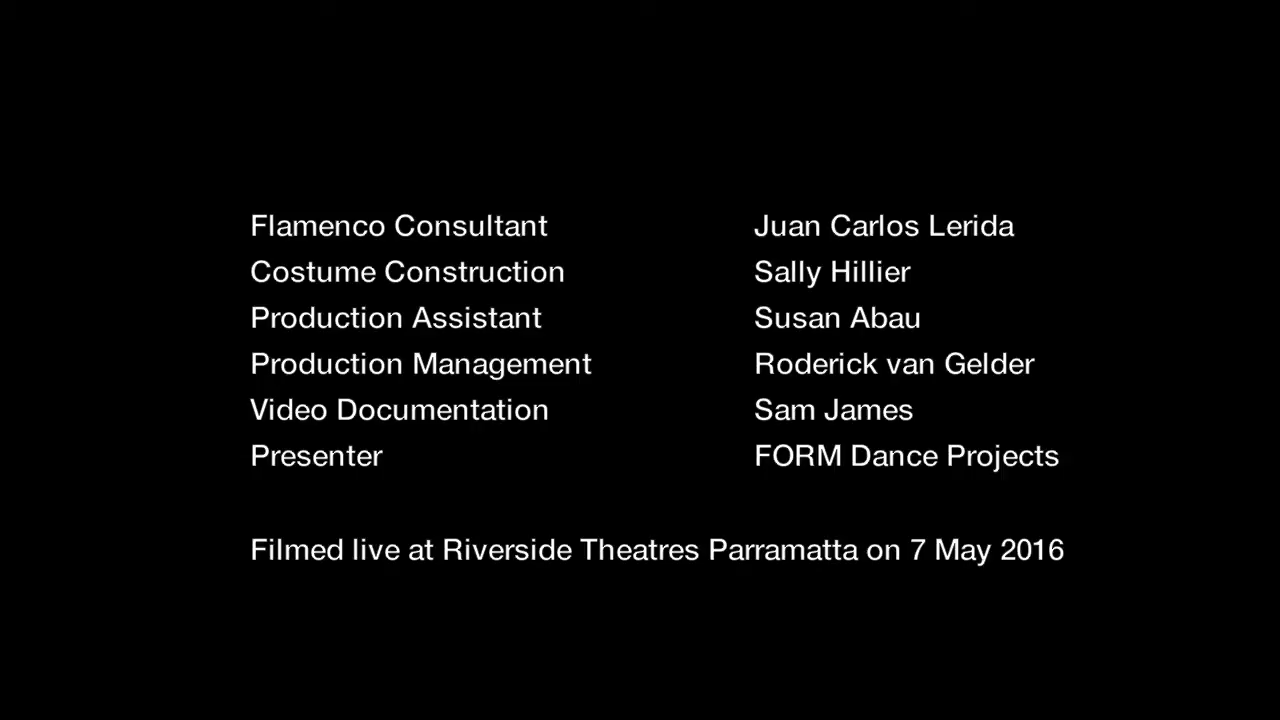 Flamenco Consultant Juan Carlos Lerida
Costume Construction Sally Hillier
Production Assistant Susan Abau
Production Management Roderick van Gelder
Video Documentation Sam James
Presenter FORM Dance Projects
Filmed live at Riverside Theatres Parramatta on 7 May 2016